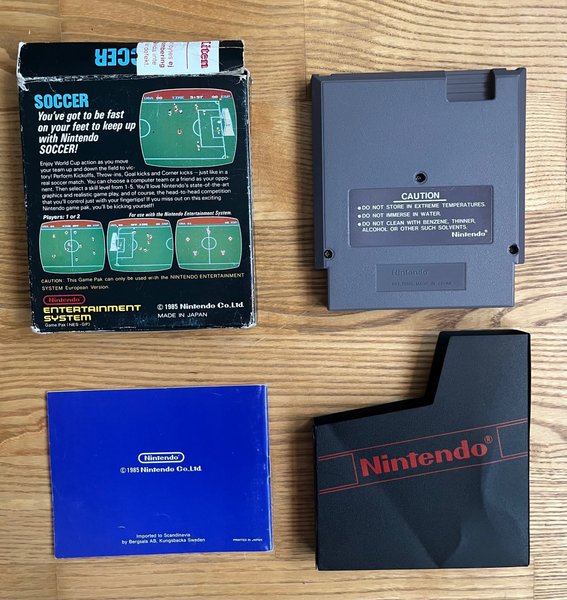 SOCCER
SOCCER
You've got to be fast
on your feet to keep up
with Nintendo
SOCCER!
Enjoy World Cup action as you move
your team up and down the field to vic-
tory! Perform Kickoffs, Throw-ins, Goal kicks and Corner kicks — just like in a
real soccer match. You can choose a computer team or a friend as your oppo-
nent. Then select a skill level from 1-5. You'll love Nintendo's state-of-the-art
graphics and realistic game play, and of course, the head-to-head competition
that you'll control just with your fingertips! If you miss out on this exciting
Nintendo game pak, you'll be kicking yourself!
Players: 1 or 2
For use with the Nintendo Entertainment System.
CAUTION: This Game Pak can only be used with the NINTENDO ENTERTAINMENT
SYSTEM European Version.
Nintendo
ENTERTAINMENT
SYSTEM
Game Pak (NES-GP)
© 1985 Nintendo Co., Ltd.
MADE IN JAPAN
CAUTION
• DO NOT STORE IN EXTREME TEMPERATURES.
• DO NOT IMMERSE IN WATER.
• DO NOT CLEAN WITH BENZENE, THINNER,
ALCOHOL OR OTHER SUCH SOLVENTS.
Nintendo®
Nintendo
Nintendo
© 1985 Nintendo Co., Ltd.
Imported to Scandinavia
by Bergsala AB, Kungsbacka Sweden
PRINTED IN JAPAN
Nintendo®